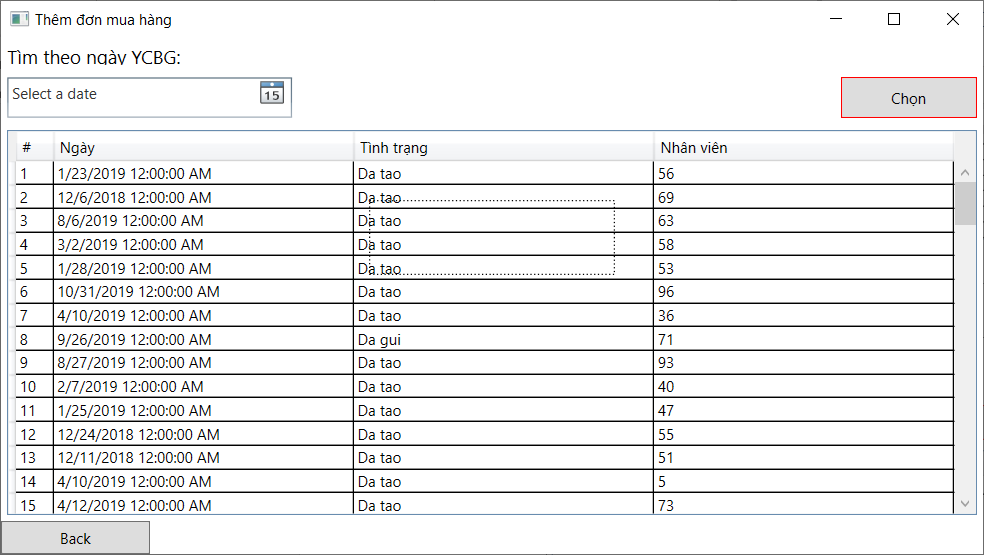 Thêm đơn mua hàng
Tìm theo ngày YCBG:
Select a date 15
Chọn
# Ngày Tình trạng Nhân viên
1 1/23/2019 12:00:00 AM Da tao 56
2 12/6/2018 12:00:00 AM Da tao 69
3 8/6/2019 12:00:00 AM Da tao 63
4 3/2/2019 12:00:00 AM Da tao 58
5 1/28/2019 12:00:00 AM Da tao 53
6 10/31/2019 12:00:00 AM Da tao 96
7 4/10/2019 12:00:00 AM Da tao 36
8 9/26/2019 12:00:00 AM Da gui 71
9 8/27/2019 12:00:00 AM Da tao 93
10 2/7/2019 12:00:00 AM Da tao 40
11 1/25/2019 12:00:00 AM Da tao 47
12 12/24/2018 12:00:00 AM Da tao 55
13 12/11/2018 12:00:00 AM Da tao 51
14 4/10/2019 12:00:00 AM Da tao 5
15 4/12/2019 12:00:00 AM Da tao 73
Back